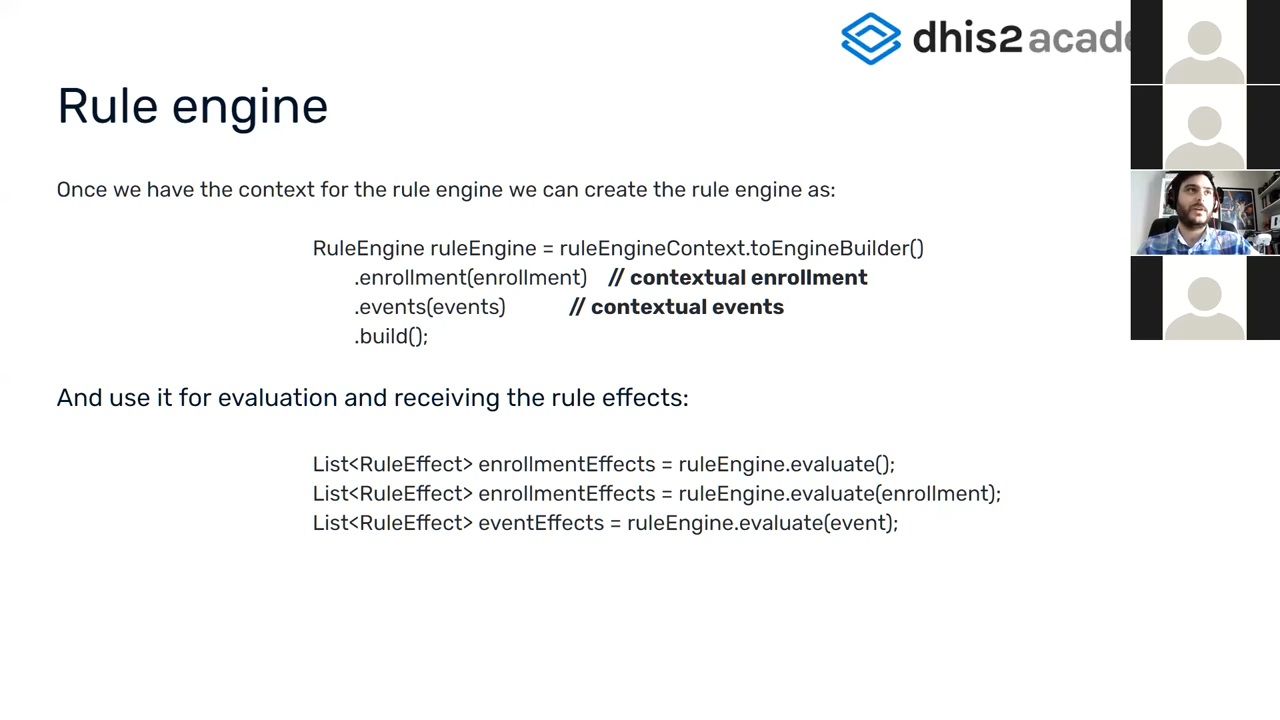 dhis2 acade
Rule engine
Once we have the context for the rule engine we can create the rule engine as:
RuleEngine ruleEngine = ruleEngineContext.toEngineBuilder()
.enrollment(enrollment) // contextual enrollment
.events(events) // contextual events
.build();
And use it for evaluation and receiving the rule effects:
List<RuleEffect> enrollmentEffects = ruleEngine.evaluate();
List<RuleEffect> enrollmentEffects = ruleEngine.evaluate(enrollment);
List<RuleEffect> eventEffects = ruleEngine.evaluate(event);